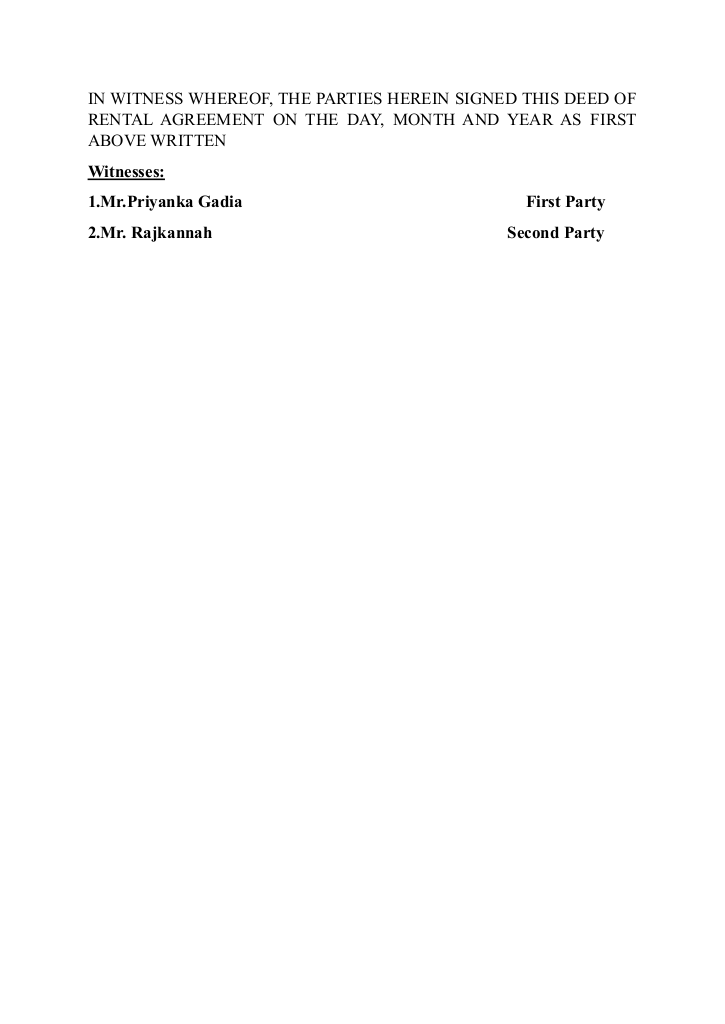 IN WITNESS WHEREOF, THE PARTIES HEREIN SIGNED THIS DEED OF
RENTAL AGREEMENT ON THE DAY, MONTH AND YEAR AS FIRST
ABOVE WRITTEN
Witnesses:
1.Mr.Priyanka Gadia First Party
2.Mr. Rajkannah Second Party